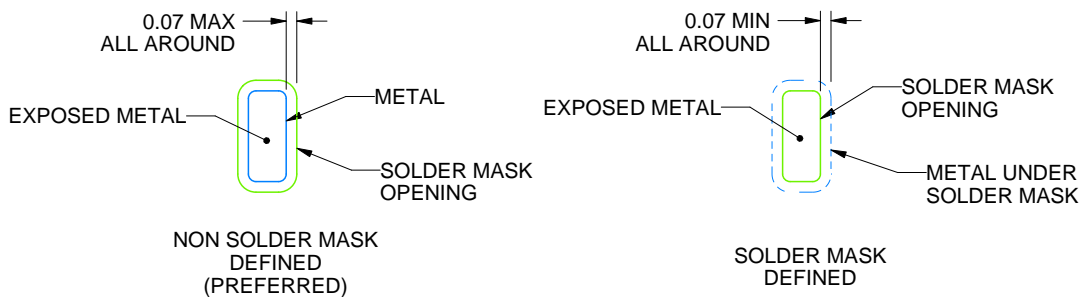 0.07 MAX
ALL AROUND
EXPOSED METAL
METAL
SOLDER MASK
OPENING
NON SOLDER MASK
DEFINED
(PREFERRED)
0.07 MIN
ALL AROUND
EXPOSED METAL
SOLDER MASK
OPENING
METAL UNDER
SOLDER MASK
SOLDER MASK
DEFINED